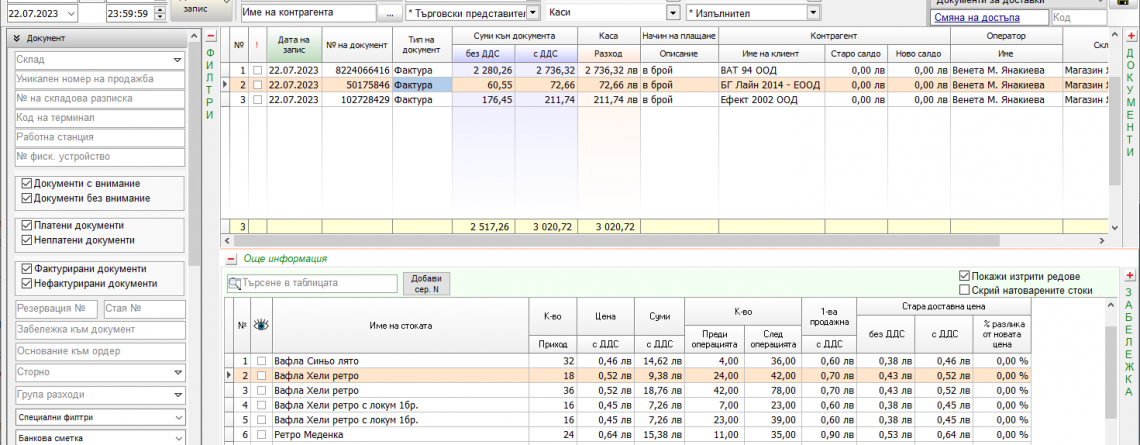 запис
Документи за доставки
22.07.2023 23:59:59 Име на контрагента ... * Търговски представител Каси * Изпълнител Смяна на достъпа Код
Документ
Склад
Уникален номер на продажба
№ на складова разписка
Код на терминал
Работна станция
№ фиск. устройство
Документи с внимание
Документи без внимание
Платени документи
Неплатени документи
Фактурирани документи
Нефактурирани документи
Резервация № Стая №
Забележка към документ
Основание към ордер
Сторно
Група разходи
Специални филтри
Банкова сметка
ФИЛТРИ
№ ! Дата на запис № на документ Тип на документ Суми към документа Каса Начин на плащане Контрагент Оператор Скл
без ДДС с ДДС Разход Описание Име на клиент Старо салдо Ново салдо Име
1 22.07.2023 8224066416 Фактура 2 280,26 2 736,32 2 736,32 лв в брой ВАТ 94 ООД 0,00 лв 0,00 лв Венета М. Янакиева Магазин Я
2 22.07.2023 50175846 Фактура 60,55 72,66 72,66 лв в брой БГ Лайн 2014 - ЕООД 0,00 лв 0,00 лв Венета М. Янакиева Магазин Я
3 22.07.2023 102728429 Фактура 176,45 211,74 211,74 лв в брой Ефект 2002 ООД 0,00 лв 0,00 лв Венета М. Янакиева Магазин Я
3 2 517,26 3 020,72 3 020,72
ДОКУМЕНТИ
Още информация
Търсене в таблицата
Добави
сер. N
Покажи изтрити редове
Скрий натоварените стоки
№ Име на стоката К-во Цена Суми К-во 1-ва продажна Стара доставна цена
Приход с ДДС с ДДС Преди операцията След операцията с ДДС без ДДС с ДДС % разлика от новата цена
1 Вафла Синьо лято 32 0,46 лв 14,62 лв 4,00 36,00 0,60 лв 0,38 лв 0,46 лв 0,00 %
2 Вафла Хели ретро 18 0,52 лв 9,38 лв 24,00 42,00 0,70 лв 0,43 лв 0,52 лв 0,00 %
3 Вафла Хели ретро 36 0,52 лв 18,76 лв 42,00 78,00 0,70 лв 0,43 лв 0,52 лв 0,00 %
4 Вафла Хели ретро с локум 1бр. 16 0,45 лв 7,26 лв 7,00 23,00 0,60 лв 0,38 лв 0,45 лв 0,00 %
5 Вафла Хели ретро с локум 1бр. 16 0,45 лв 7,26 лв 23,00 39,00 0,60 лв 0,38 лв 0,45 лв 0,00 %
6 Ретро Меденка 24 0,64 лв 15,38 лв 11,00 35,00 0,90 лв 0,53 лв 0,64 лв 0,00 %
ЗАБЕЛЕЖКА